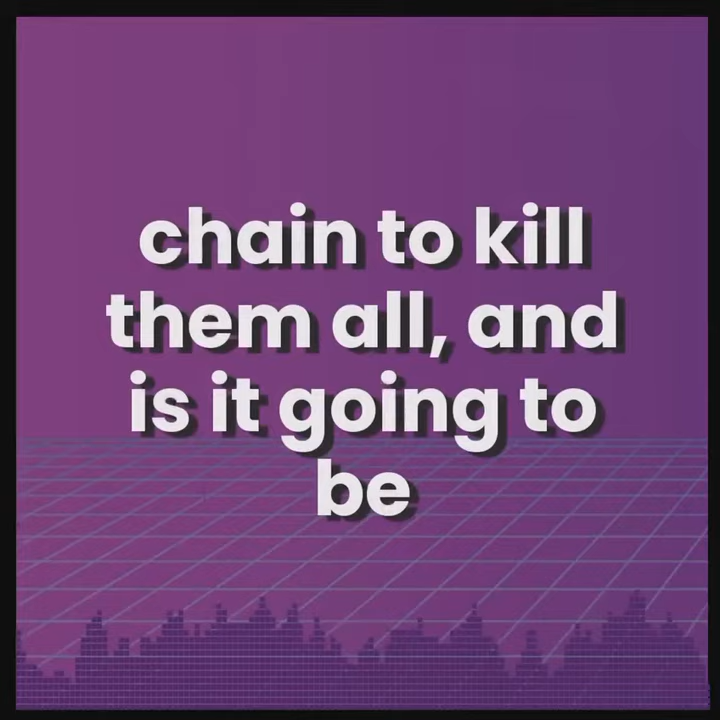 chain to kill
them all, and
is it going to
be